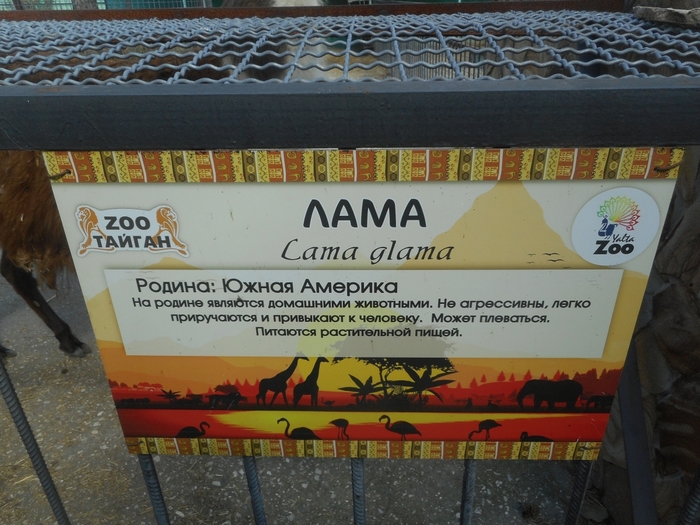 ZOO
ТАЙГАН
ЛАМА
Lama glama
Yalta
Zoo
Родина: Южная Америка
На родине являются домашними животными. Не агрессивны, легко
приручаются и привыкают к человеку. Может плеваться.
Питаются растительной пищей.